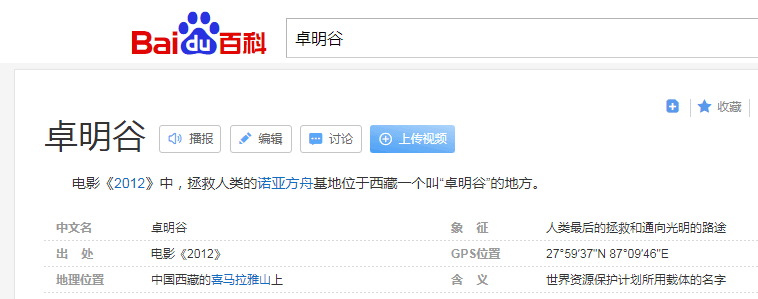 Bai du 百科
卓明谷
收藏
卓明谷 播报 编辑 讨论 上传视频
电影《2012》中，拯救人类的诺亚方舟基地位于西藏一个叫“卓明谷”的地方。
中文名 卓明谷 象 征 人类最后的拯救和通向光明的路途
出 处 电影《2012》 GPS位置 27°59'37"N 87°09'46"E
地理位置 中国西藏的喜马拉雅山上 含 义 世界资源保护计划所用载体的名字